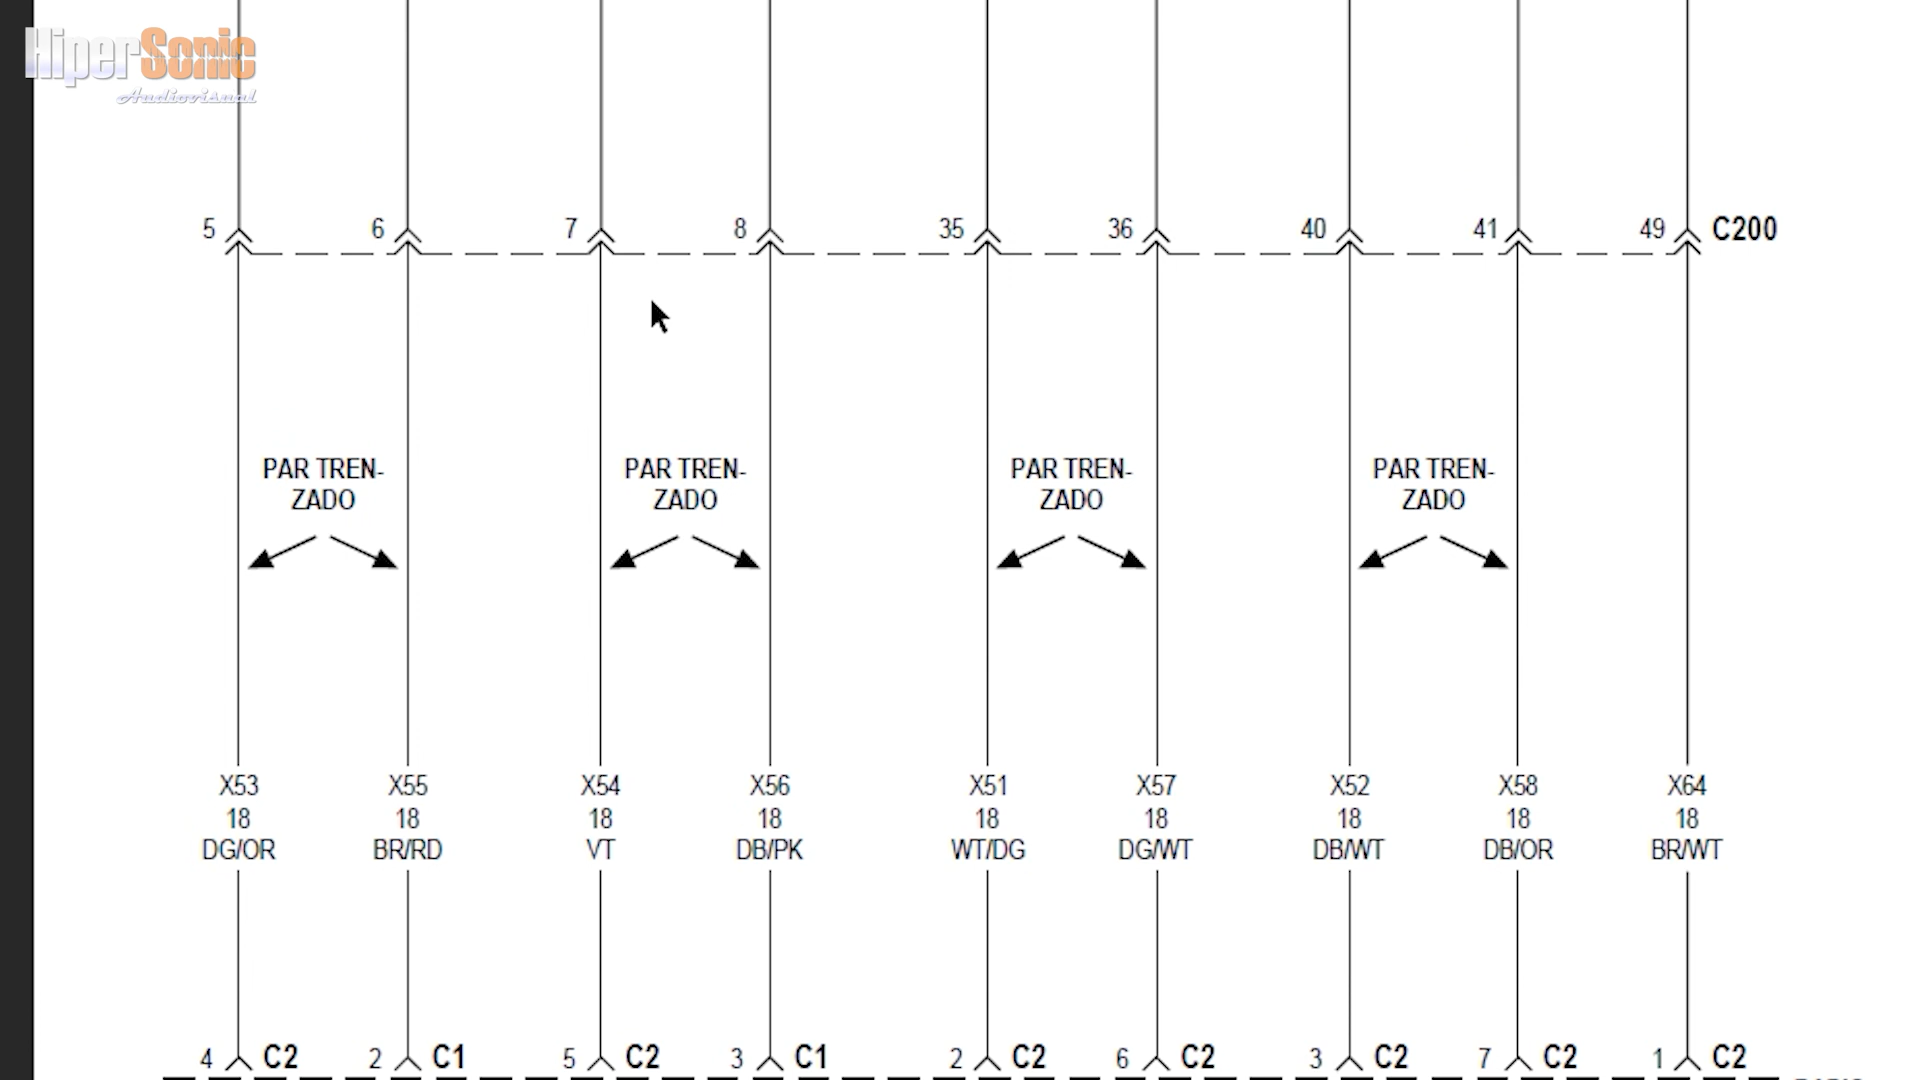 HiperSonic
Audiovisual
5 6 7 8 35 36 40 41 49 C200
PAR TREN- PAR TREN- PAR TREN- PAR TREN-
ZADO ZADO ZADO ZADO
X53 X55 X54 X56 X51 X57 X52 X58 X64
18 18 18 18 18 18 18 18 18
DG/OR BR/RD VT DB/PK WT/DG DG/WT DB/WT DB/OR BR/WT
4 C2 2 C1 5 C2 3 C1 2 C2 6 C2 3 C2 7 C2 1 C2